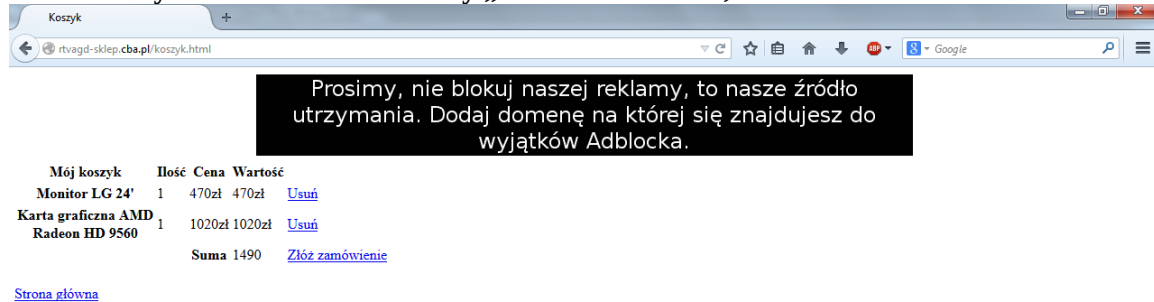 Koszyk
rtvagd-sklep.cba.pl/koszyk.html
ABP
Google
Prosimy, nie blokuj naszej reklamy, to nasze źródło
utrzymania. Dodaj domenę na której się znajdujesz do
wyjątków Adblocka.
Mój koszyk Ilość Cena Wartość
Monitor LG 24' 1 470zł 470zł Usuń
Karta graficzna AMD
Radeon HD 9560 1 1020zł 1020zł Usuń
Suma 1490 Złóż zamówienie
Strona główna